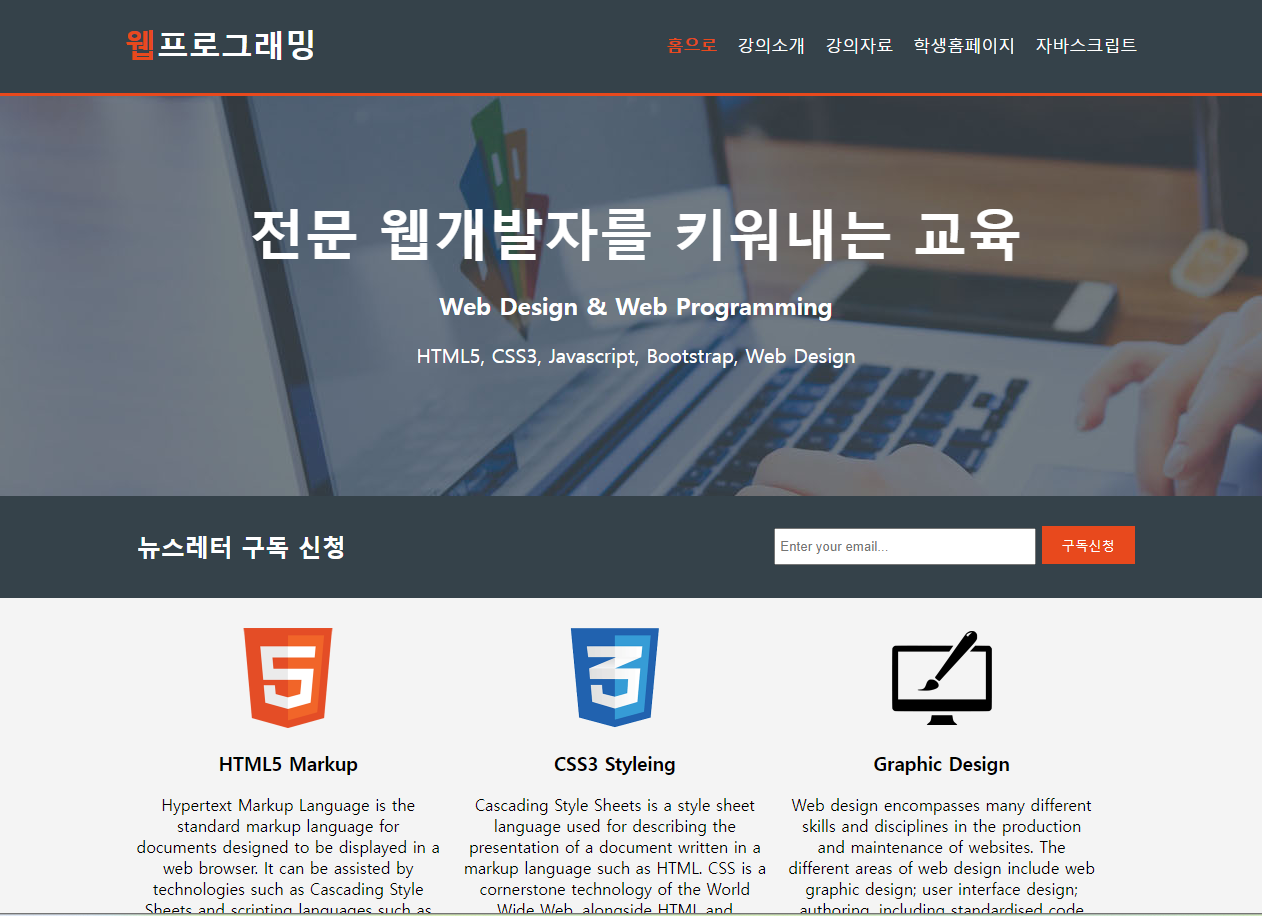 웹프로그래밍
홈으로 강의소개 강의자료 학생홈페이지 자바스크립트
전문 웹개발자를 키워내는 교육
Web Design & Web Programming
HTML5, CSS3, Javascript, Bootstrap, Web Design
뉴스레터 구독 신청
Enter your email...
구독신청
5
3
HTML5 Markup
Hypertext Markup Language is the
standard markup language for
documents designed to be displayed in a
web browser. It can be assisted by
technologies such as Cascading Style
Sheets and scripting languages such as
CSS3 Styleing
Cascading Style Sheets is a style sheet
language used for describing the
presentation of a document written in a
markup language such as HTML. CSS is a
cornerstone technology of the World
Wide Web, alongside HTML and
Graphic Design
Web design encompasses many different
skills and disciplines in the production
and maintenance of websites. The
different areas of web design include web
graphic design; user interface design;
authoring, including standardised code